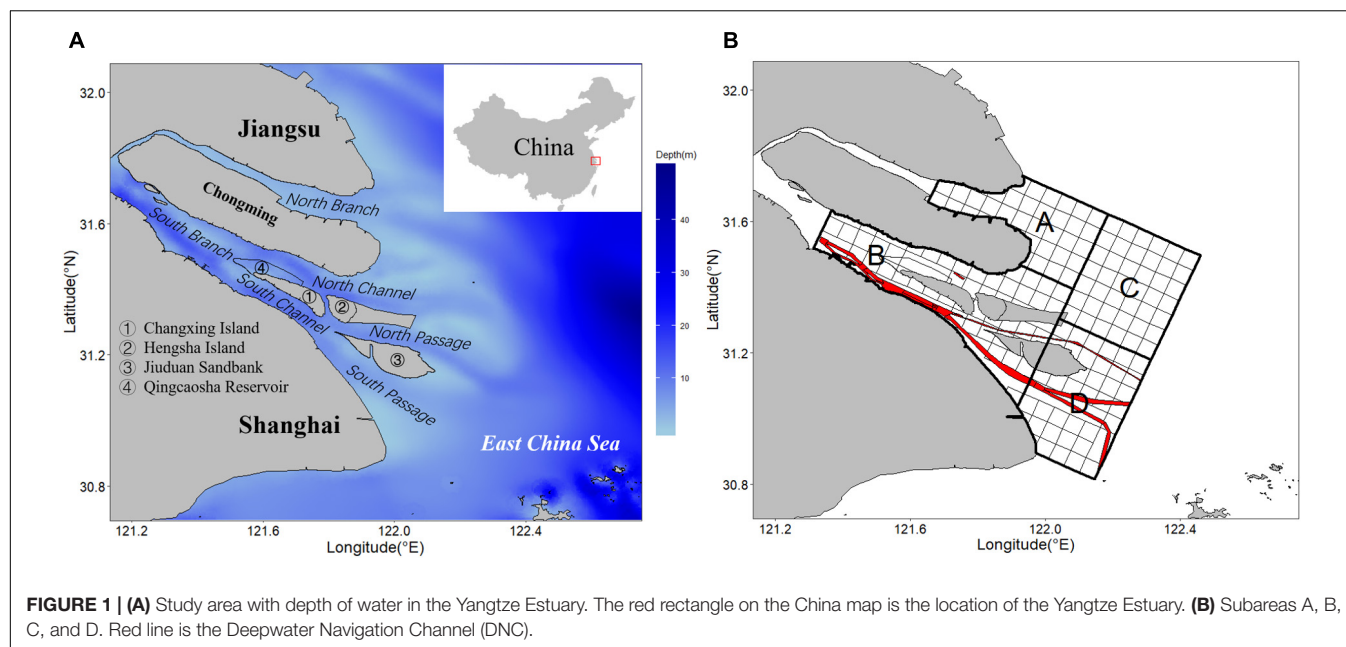 A
B
32.0
31.6
31.2
30.8
Latitude(°N)
121.2
121.6
122.0
122.4
Longitude(°E)
Jiangsu
Chongming
North Branch
South Branch
④
North Channel
①
②
South Channel
North Passage
③
South Passage
① Changxing Island
② Hengsha Island
③ Jiuduan Sandbank
④ Qingcaosha Reservoir
Shanghai
East China Sea
China
Depth(m)
40
30
20
10
32.0
31.6
31.2
30.8
Latitude(°N)
A
B
C
D
121.2
121.6
122.0
122.4
Longitude(°E)
FIGURE 1 | (A) Study area with depth of water in the Yangtze Estuary. The red rectangle on the China map is the location of the Yangtze Estuary. (B) Subareas A, B,
C, and D. Red line is the Deepwater Navigation Channel (DNC).